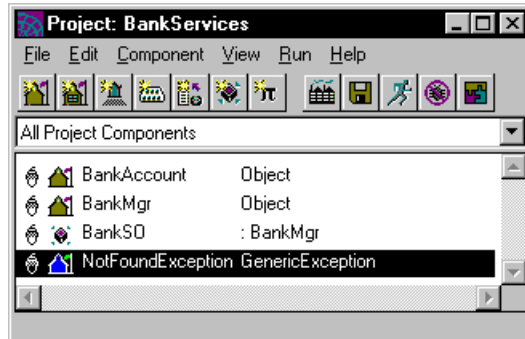 Project: BankServices
File Edit Component View Run Help
π
All Project Components
BankAccount Object
BankMgr Object
BankSO : BankMgr
NotFoundException GenericException